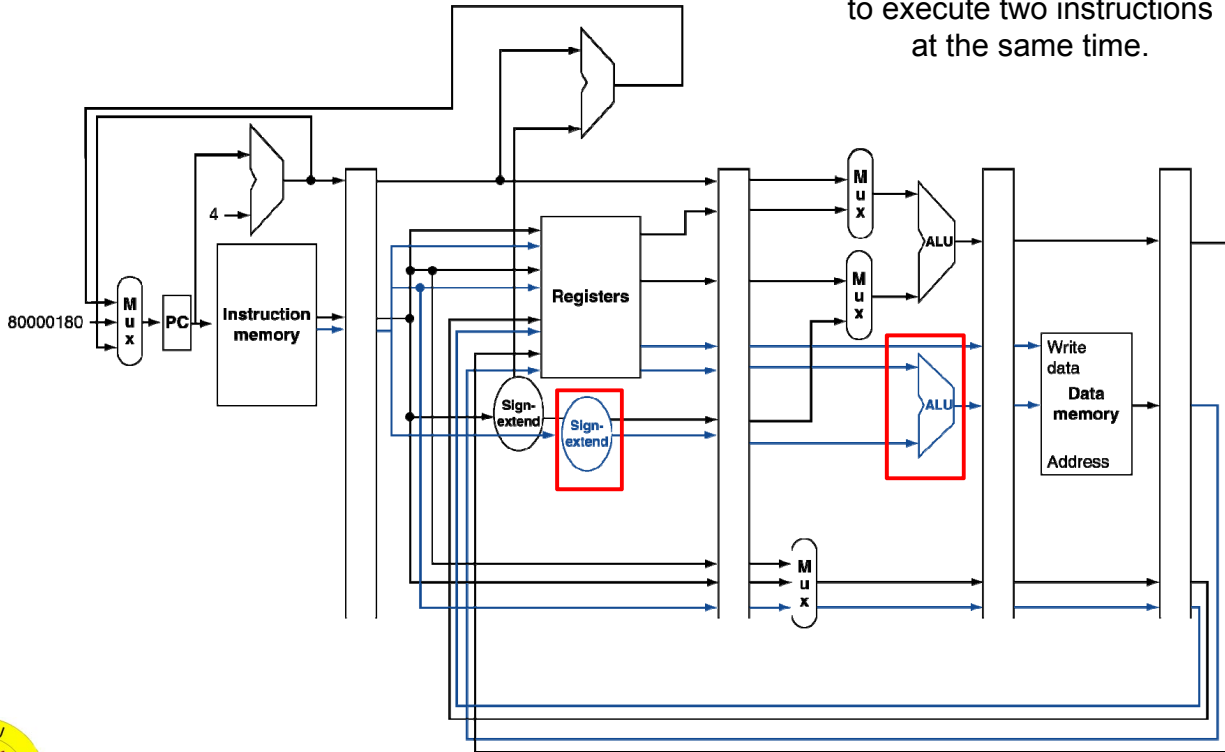 to execute two instructions
at the same time.
4
M
u
x
ALU
Registers
M
u
x
80000180
M
u
x
PC
Instruction
memory
Write
data
Data
memory
Address
ALU
Sign-
extend
Sign-
extend
M
u
x